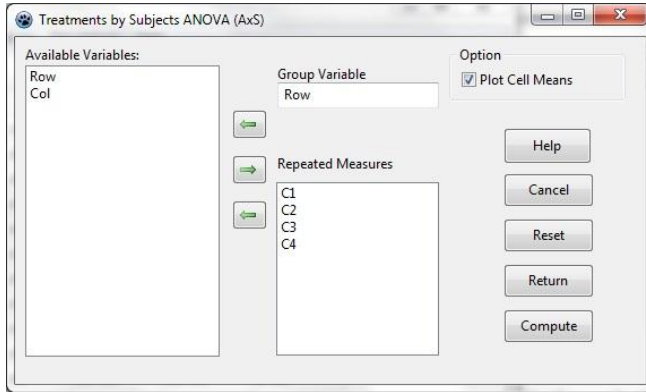 Treatments by Subjects ANOVA (AxS)
Available Variables:
Row
Col
Group Variable
Row
Repeated Measures
C1
C2
C3
C4
Option
Plot Cell Means
Help
Cancel
Reset
Return
Compute